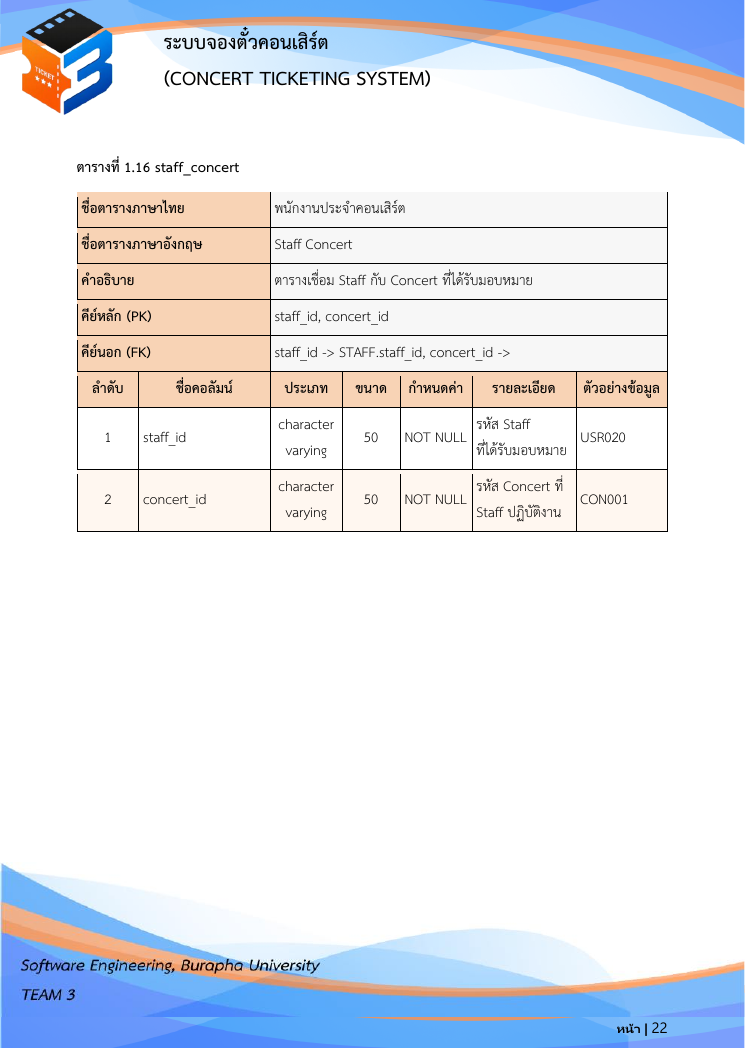 ระบบจองตั๋วคอนเสิร์ต
(CONCERT TICKETING SYSTEM)
TICKET
ตารางที่ 1.16 staff_concert
ชื่อตารางภาษาไทย พนักงานประจำคอนเสิร์ต
ชื่อตารางภาษาอังกฤษ Staff Concert
คำอธิบาย ตารางเชื่อม Staff กับ Concert ที่ได้รับมอบหมาย
คีย์หลัก (PK) staff_id, concert_id
คีย์นอก (FK) staff_id -> STAFF.staff_id, concert_id ->
ลำดับ ชื่อคอลัมน์ ประเภท ขนาด กำหนดค่า รายละเอียด ตัวอย่างข้อมูล
1 staff_id character varying 50 NOT NULL รหัส Staff ที่ได้รับมอบหมาย USR020
2 concert_id character varying 50 NOT NULL รหัส Concert ที่ Staff ปฏิบัติงาน CON001
Software Engineering, Burapha University
TEAM 3
หน้า | 22